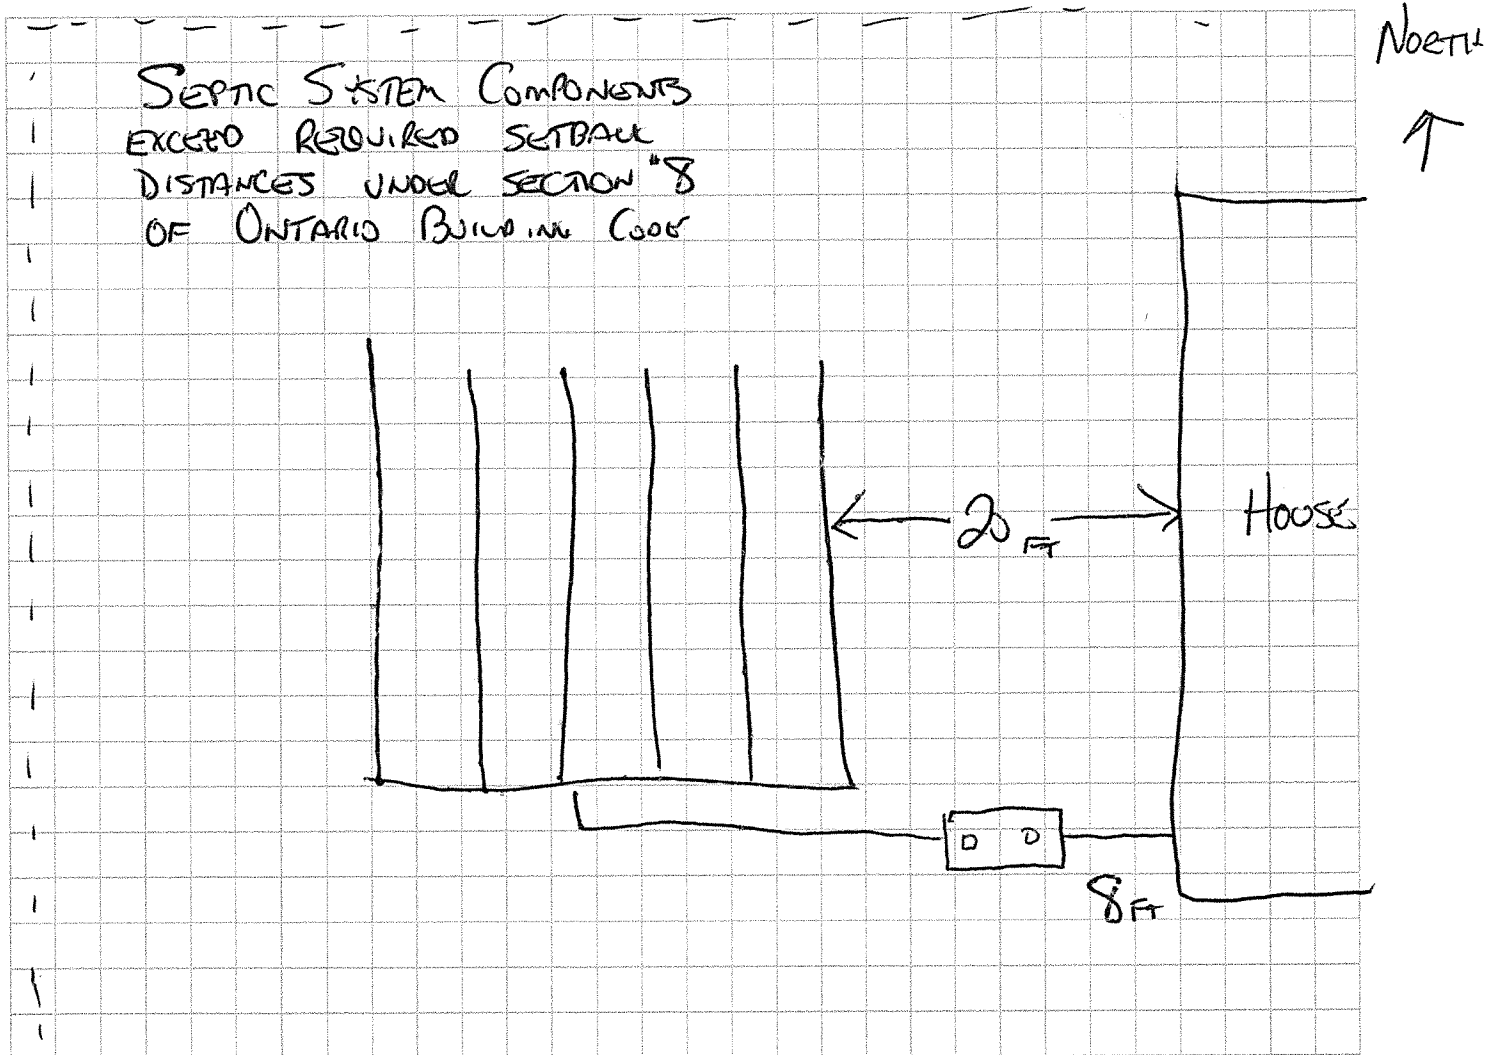 NORTH
SEPTIC SYSTEM COMPONENTS
EXCEED REQUIRED SETBACK
DISTANCES UNDER SECTION "8
OF ONTARIO BUILDING CODE
20 FT
HOUSE
8 FT